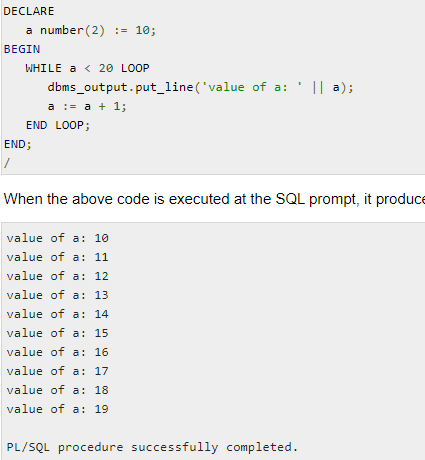 DECLARE
   a number(2) := 10;
BEGIN
   WHILE a < 20 LOOP
      dbms_output.put_line('value of a: ' || a);
      a := a + 1;
   END LOOP;
END;
/
When the above code is executed at the SQL prompt, it produce
value of a: 10
value of a: 11
value of a: 12
value of a: 13
value of a: 14
value of a: 15
value of a: 16
value of a: 17
value of a: 18
value of a: 19
PL/SQL procedure successfully completed.